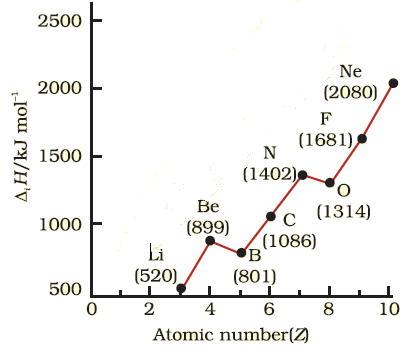 2500
2000
1500
1000
500
Δᵢ H/kJ mol⁻¹
Ne
(2080)
F
(1681)
N
(1402)
O
(1314)
C
(1086)
Be
(899)
B
(801)
Li
(520)
0 2 4 6 8 10
Atomic number(Z)